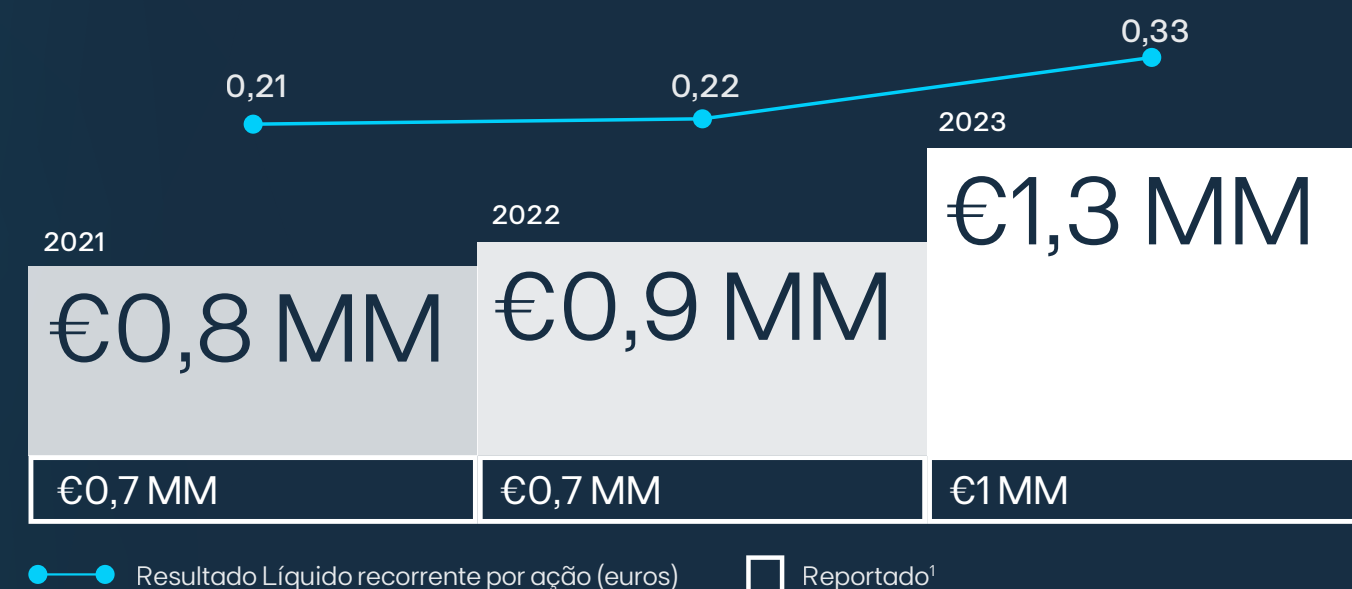 0,21
0,22
0,33
2021
2022
2023
€0,8 MM
€0,9 MM
€1,3 MM
€0,7 MM
€0,7 MM
€1 MM
Resultado Líquido recorrente por ação (euros)
Reportado¹